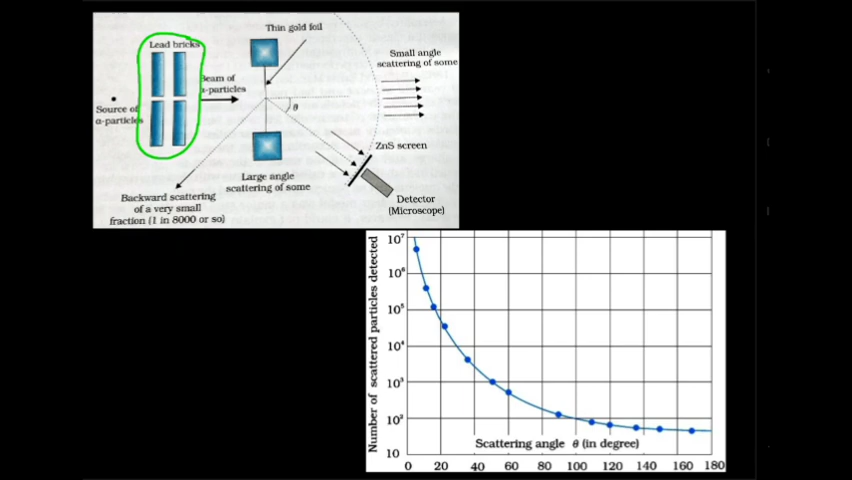 Thin gold foil
Lead bricks
Small angle
scattering of some
Beam of
α-particles
Source of
α-particles
θ
ZnS screen
Large angle
scattering of some
Backward scattering
of a very small
fraction (1 in 8000 or so)
Detector
(Microscope)
Number of scattered particles detected
10⁷
10⁶
10⁵
10⁴
10³
10²
10
Scattering angle θ (in degree)
0 20 40 60 80 100 120 140 160 180